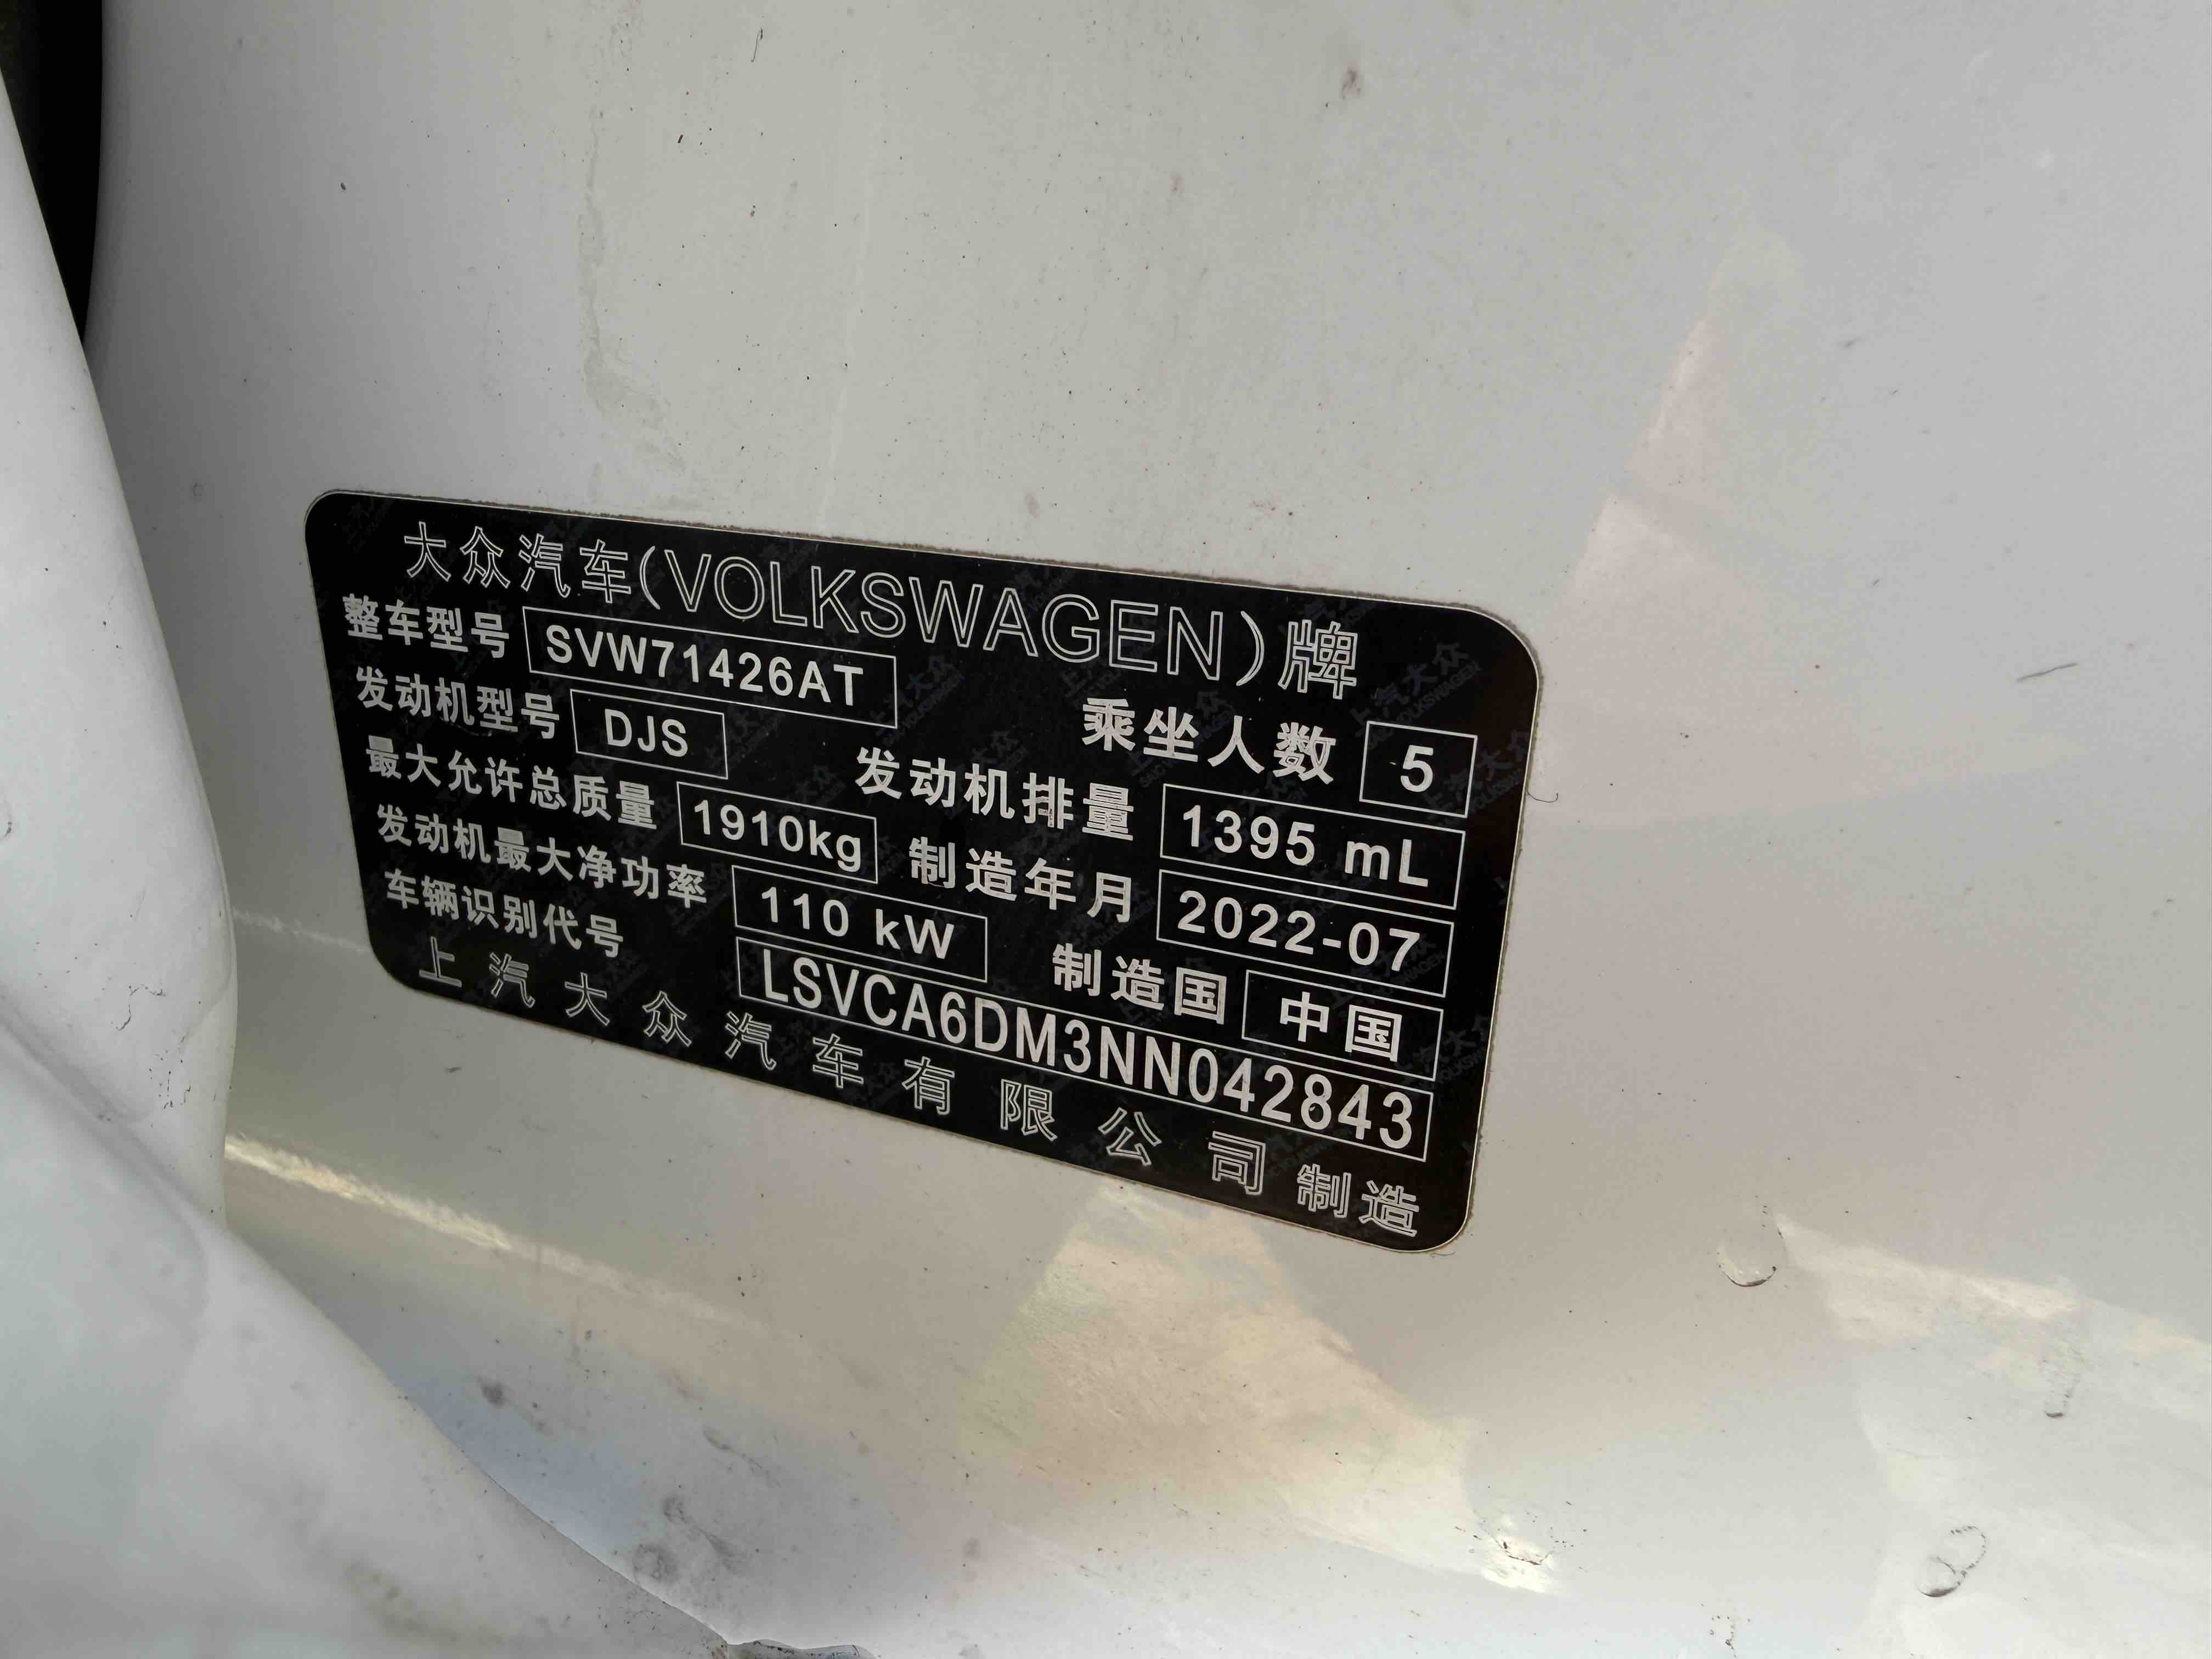 大众汽车(VOLKSWAGEN)牌
整车型号 SVW71426AT 乘坐人数 5
发动机型号 DJS 发动机排量 1395 mL
最大允许总质量 1910kg 制造年月 2022-07
发动机最大净功率 110 kW 制造国 中国
车辆识别代号 LSVCA6DM3NN042843
上汽大众汽车有限公司制造